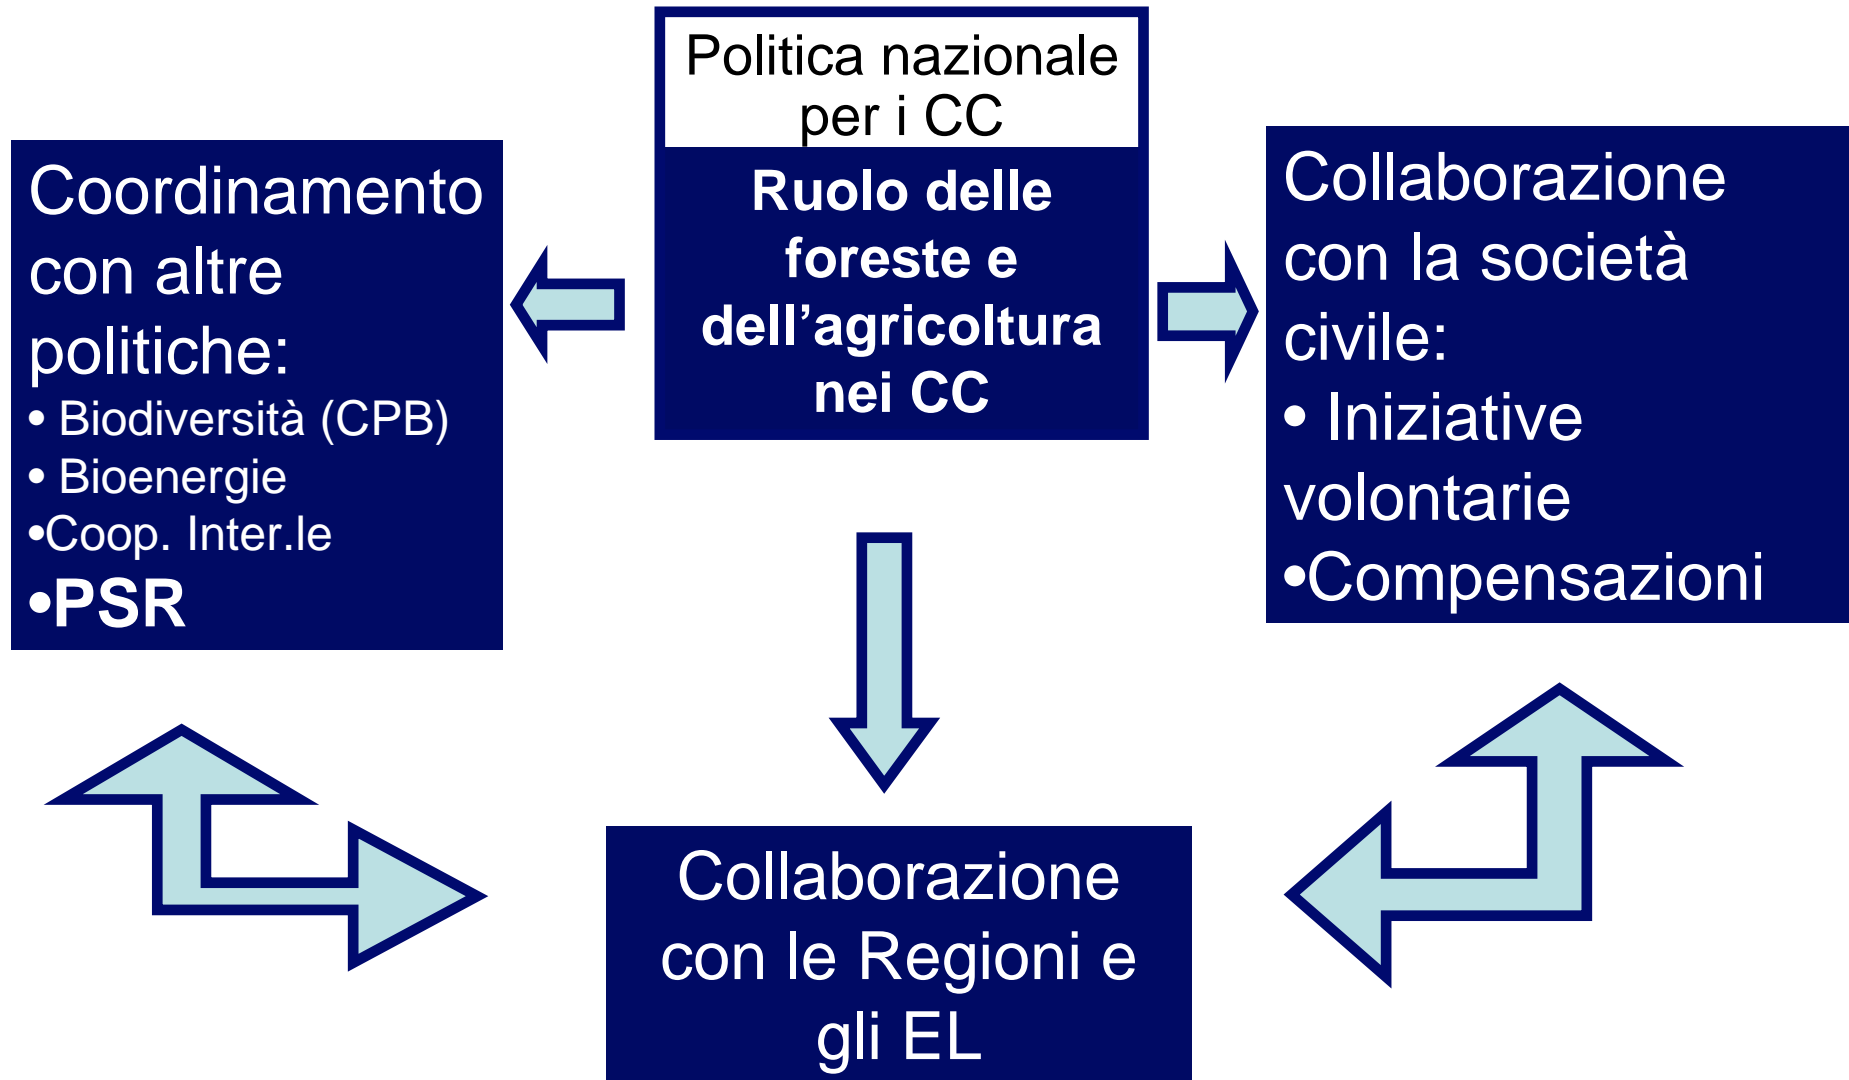 Politica nazionale
per i CC
Ruolo delle
foreste e
dell’agricoltura
nei CC
Coordinamento
con altre
politiche:
• Biodiversità (CPB)
• Bioenergie
•Coop. Inter.le
•PSR
Collaborazione
con la società
civile:
• Iniziative
volontarie
•Compensazioni
Collaborazione
con le Regioni e
gli EL